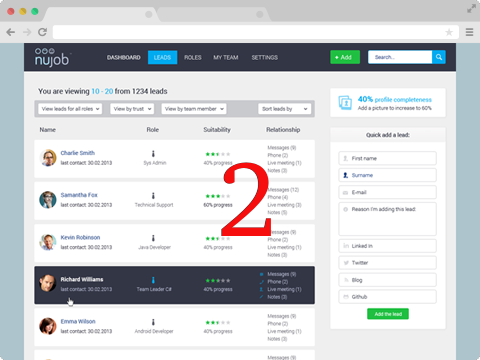 nujob
DASHBOARD LEADS ROLES MY TEAM SETTINGS + Add Search..
You are viewing 10 - 20 from 1234 leads
View leads for all roles View by trust View by team member Sort leads by
Name Role Suitability Relationship
Charlie Smith
last contact: 30.02.2013
Sys Admin
40% progress
Messages (9)
Phone (2)
Live meeting (1)
Notes (3)
Samantha Fox
last contact: 30.02.2013
Technical Support
60% progress
Messages (12)
Phone (4)
Live meeting (3)
Notes (5)
Kevin Robinson
last contact: 30.02.2013
Java Developer
40% progress
Messages (9)
Phone (2)
Live meeting (1)
Notes (3)
Richard Williams
last contact: 30.02.2013
Team Leader C#
40% progress
Messages (9)
Phone (2)
Live meeting (1)
Notes (3)
Emma Wilson
last contact: 30.02.2013
Android Developer
40% progress
Messages (9)
Phone (2)
Live meeting (1)
Notes (3)
2
40% profile completeness
Add a picture to increase to 60%
Quick add a lead:
First name
Surname
E-mail
Reason I'm adding this lead:
Linked In
Twitter
Blog
Github
Add the lead